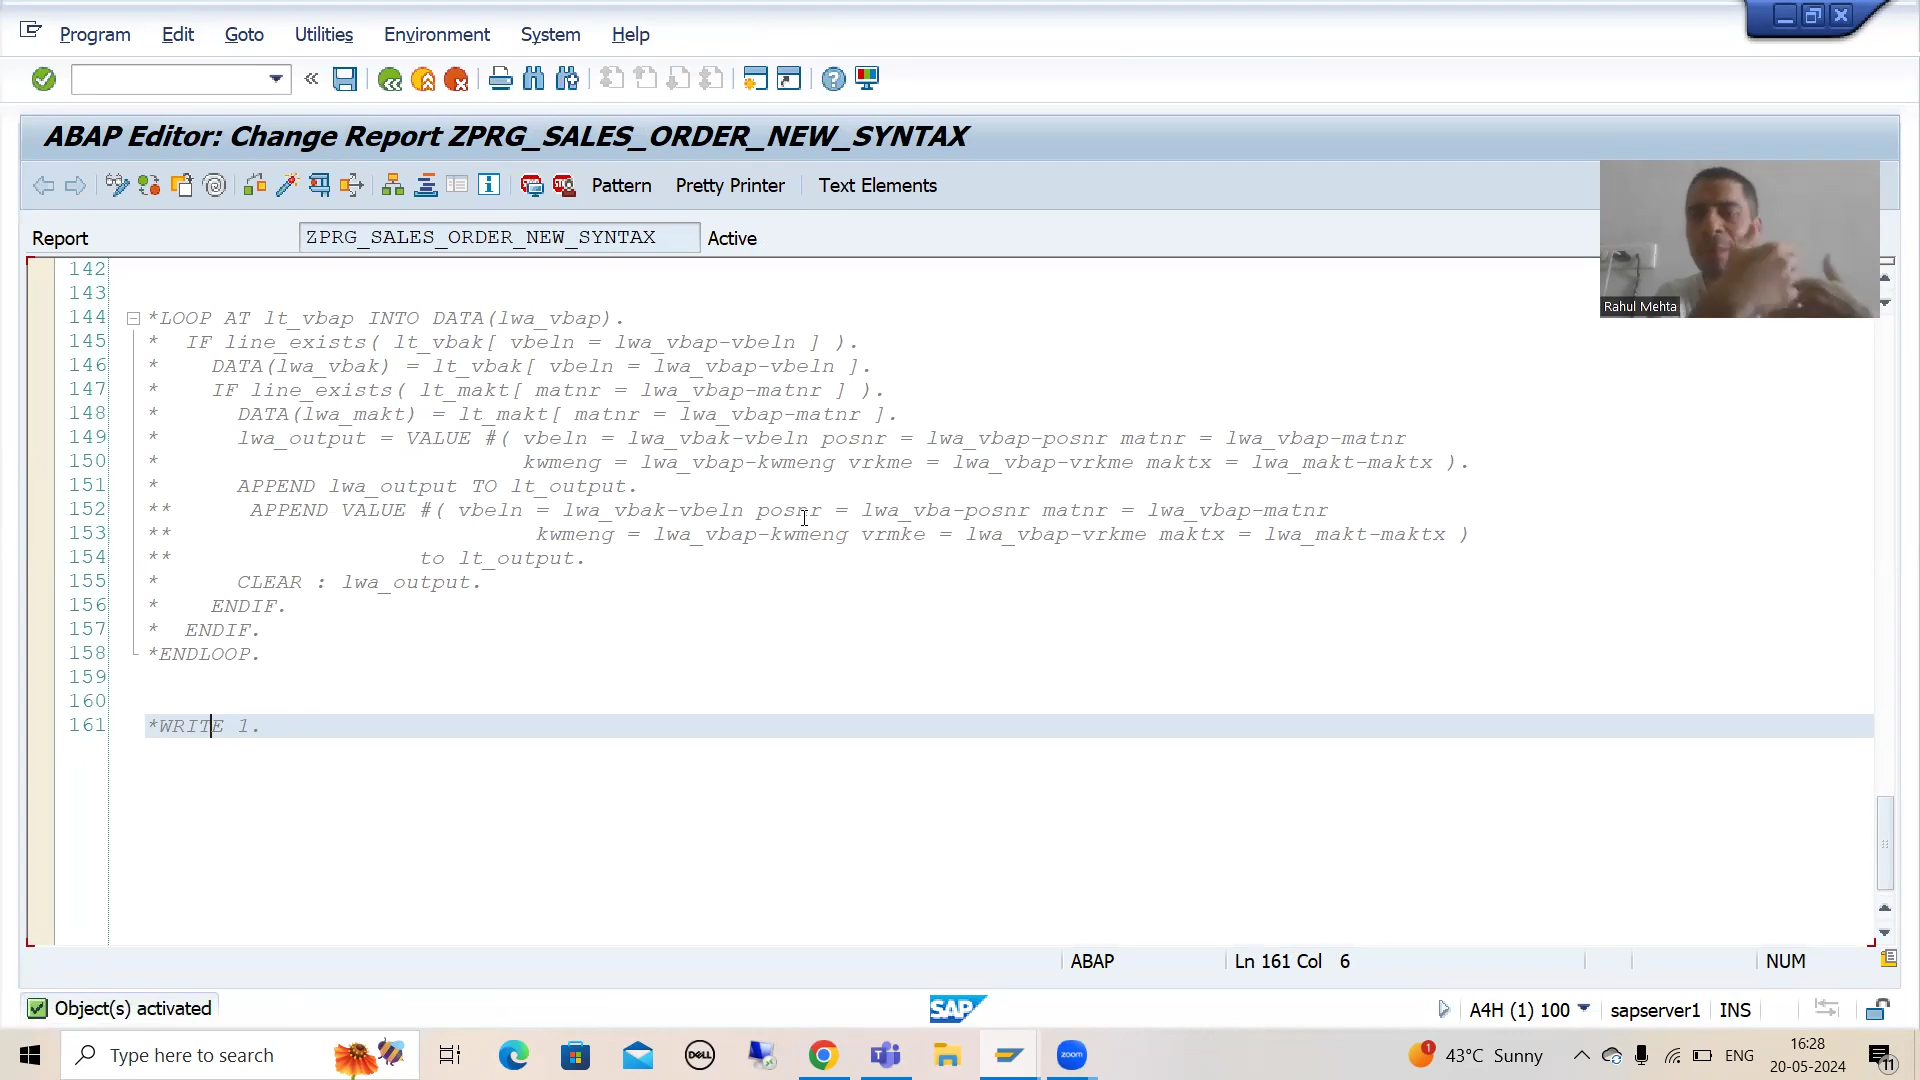 Program Edit Goto Utilities Environment System Help
ABAP Editor: Change Report ZPRG_SALES_ORDER_NEW_SYNTAX
Pattern Pretty Printer Text Elements
Report ZPRG_SALES_ORDER_NEW_SYNTAX Active
Rahul Mehta
142
143
144 *LOOP AT lt_vbap INTO DATA(lwa_vbap).
145 * IF line_exists( lt_vbak[ vbeln = lwa_vbap-vbeln ] ).
146 * DATA(lwa_vbak) = lt_vbak[ vbeln = lwa_vbap-vbeln ].
147 * IF line_exists( lt_makt[ matnr = lwa_vbap-matnr ] ).
148 * DATA(lwa_makt) = lt_makt[ matnr = lwa_vbap-matnr ].
149 * lwa_output = VALUE #( vbeln = lwa_vbak-vbeln posnr = lwa_vbap-posnr matnr = lwa_vbap-matnr
150 * kwmeng = lwa_vbap-kwmeng vrkme = lwa_vbap-vrkme maktx = lwa_makt-maktx ).
151 * APPEND lwa_output TO lt_output.
152 ** APPEND VALUE #( vbeln = lwa_vbak-vbeln posnr = lwa_vba-posnr matnr = lwa_vbap-matnr
153 ** kwmeng = lwa_vbap-kwmeng vrmke = lwa_vbap-vrkme maktx = lwa_makt-maktx )
154 ** to lt_output.
155 * CLEAR : lwa_output.
156 * ENDIF.
157 * ENDIF.
158 *ENDLOOP.
159
160
161 *WRITE 1.
ABAP Ln 161 Col 6 NUM
Object(s) activated SAP A4H (1) 100 sapserver1 INS
Type here to search DELL zoom 1 43°C Sunny ENG 16:28
20-05-2024 11